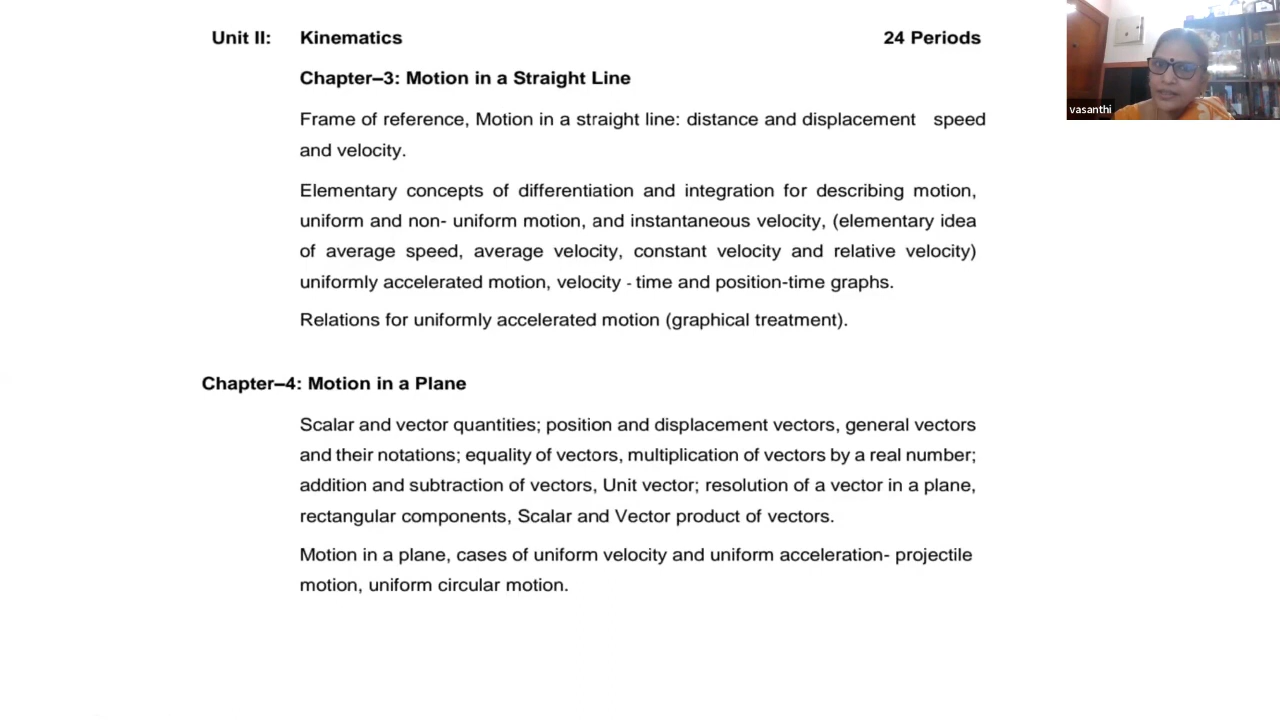 Unit II: Kinematics 24 Periods
Chapter–3: Motion in a Straight Line
Frame of reference, Motion in a straight line: distance and displacement speed
and velocity.
Elementary concepts of differentiation and integration for describing motion,
uniform and non- uniform motion, and instantaneous velocity, (elementary idea
of average speed, average velocity, constant velocity and relative velocity)
uniformly accelerated motion, velocity - time and position-time graphs.
Relations for uniformly accelerated motion (graphical treatment).
Chapter–4: Motion in a Plane
Scalar and vector quantities; position and displacement vectors, general vectors
and their notations; equality of vectors, multiplication of vectors by a real number;
addition and subtraction of vectors, Unit vector; resolution of a vector in a plane,
rectangular components, Scalar and Vector product of vectors.
Motion in a plane, cases of uniform velocity and uniform acceleration- projectile
motion, uniform circular motion.
vasanthi